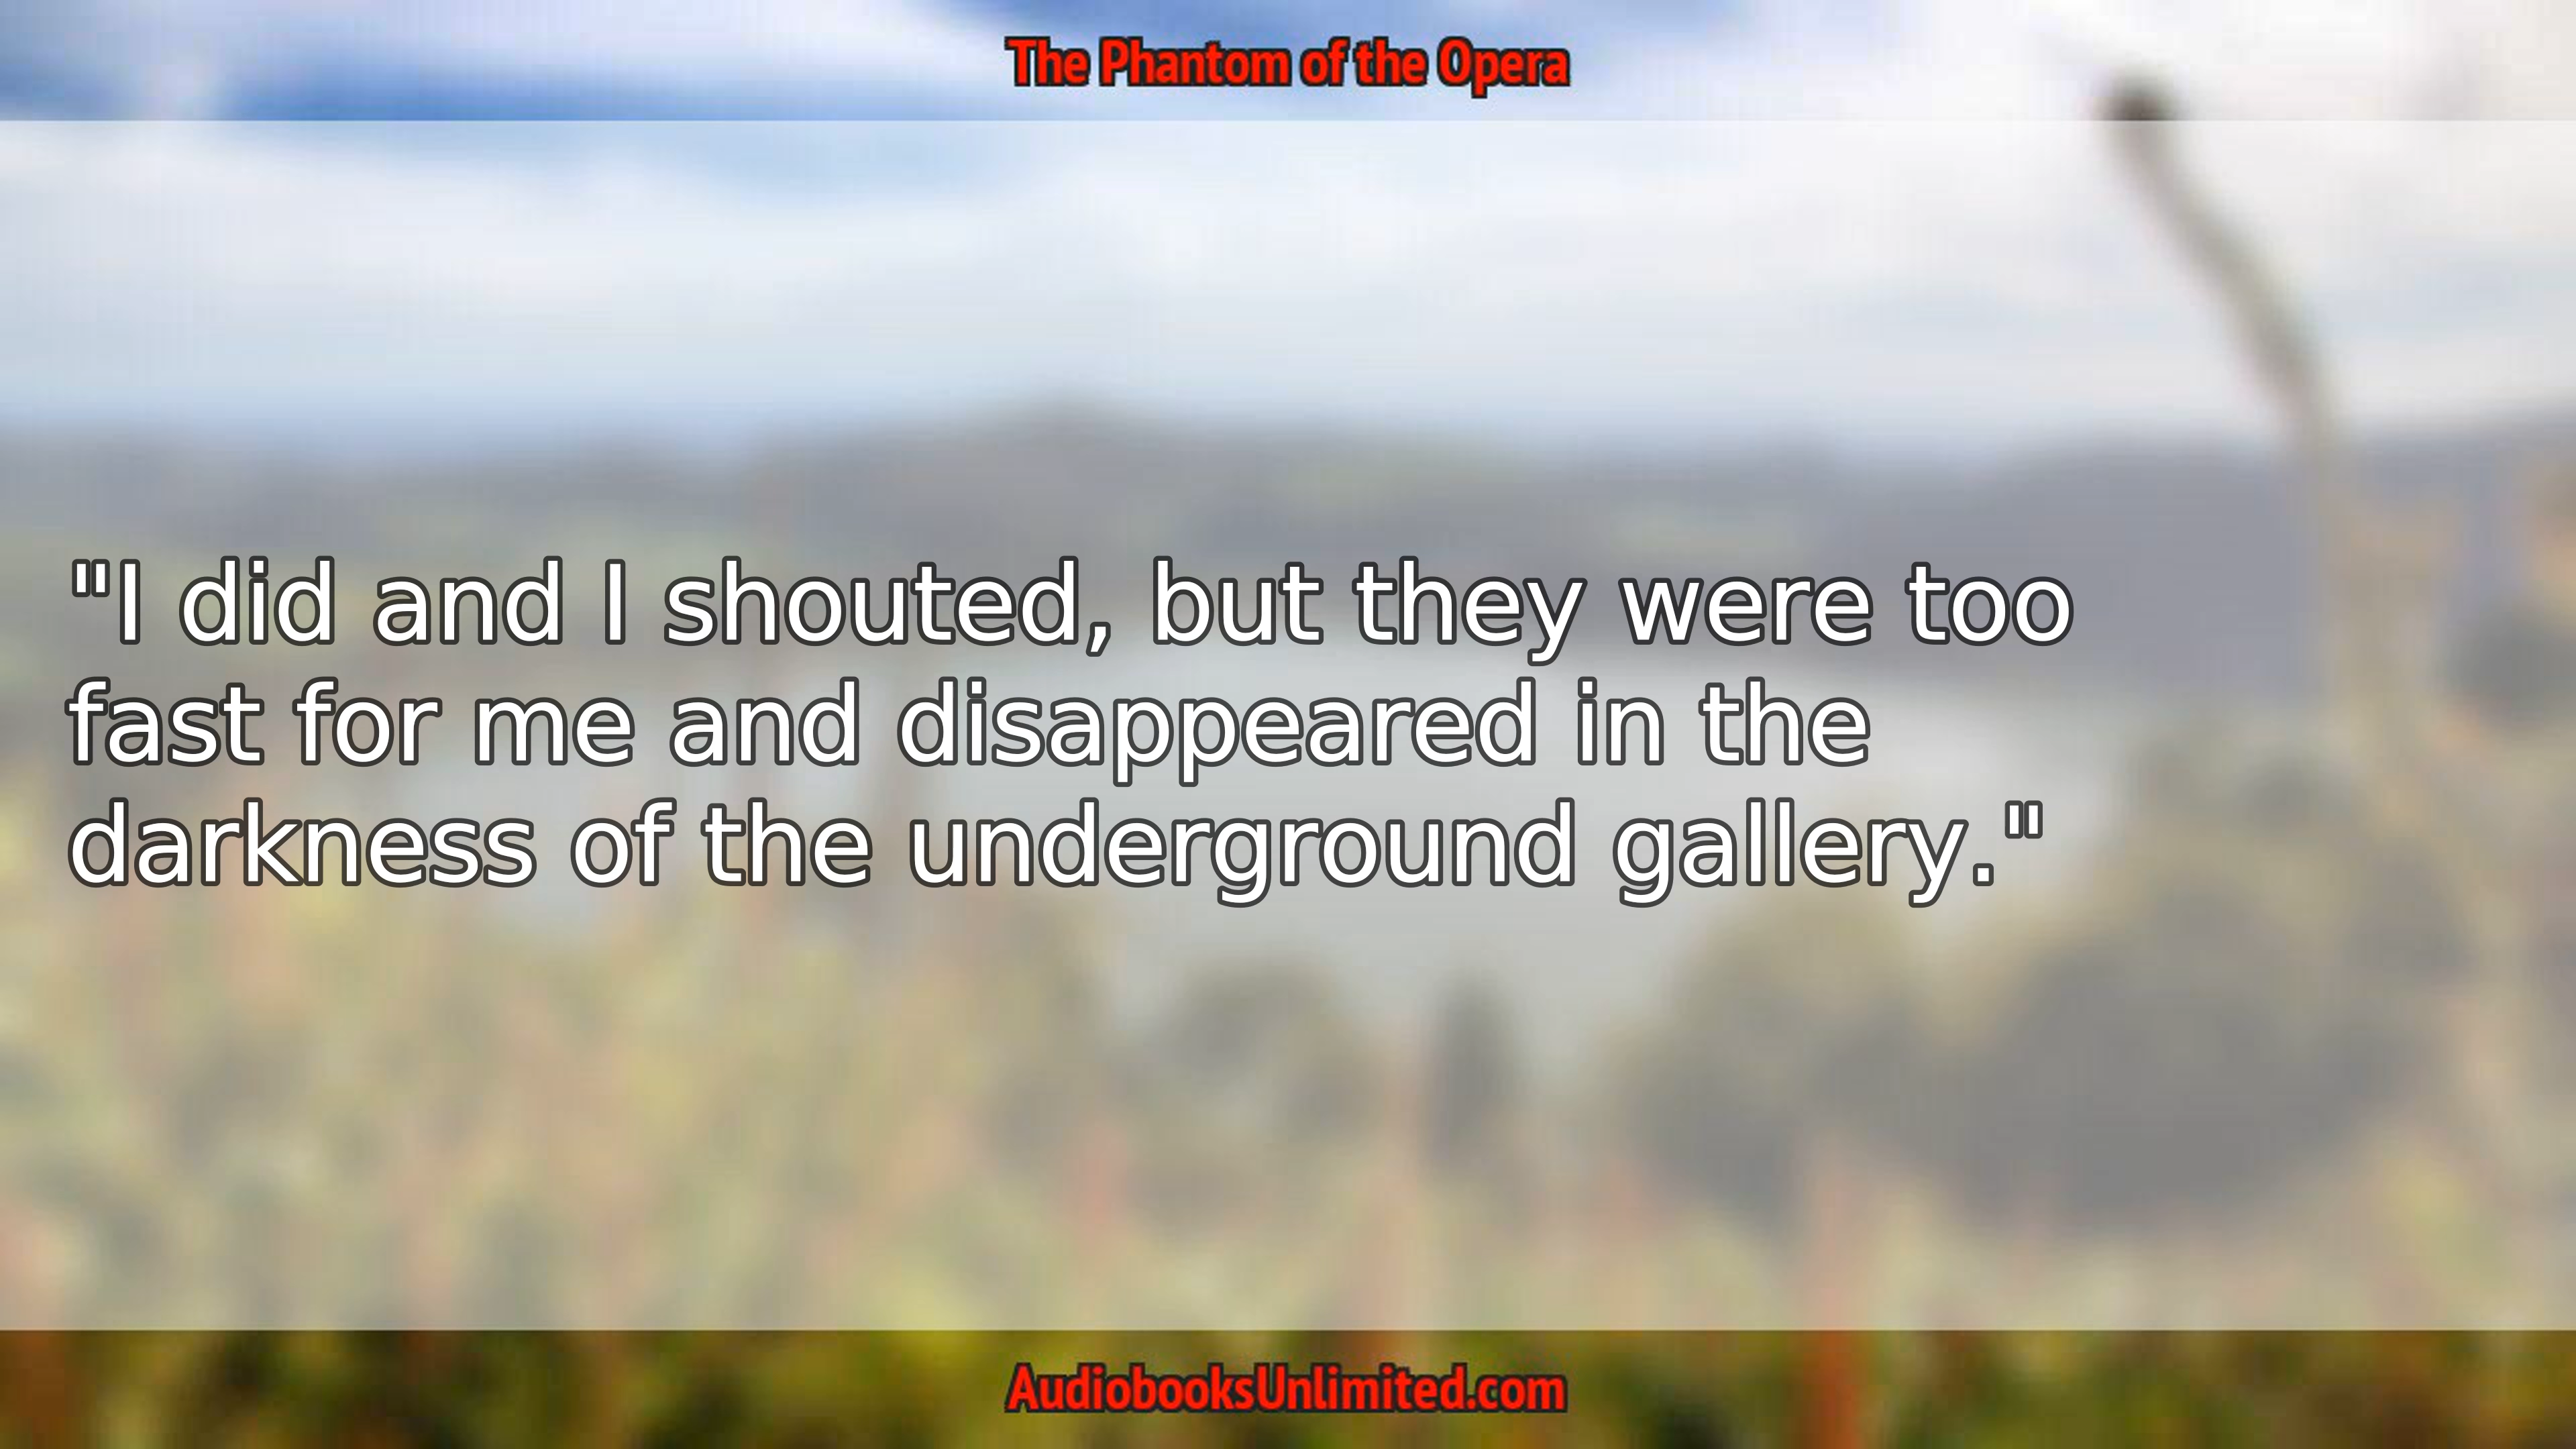 The Phantom of the Opera
"I did and I shouted, but they were too
fast for me and disappeared in the
darkness of the underground gallery."
AudiobooksUnlimited.com